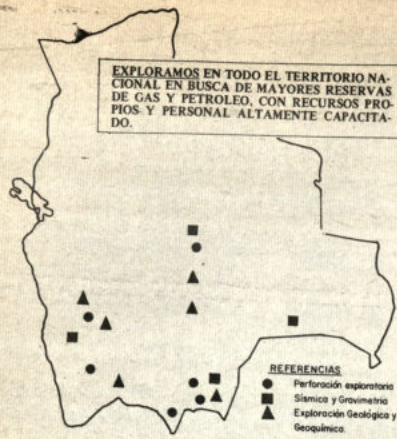 EXPLORAMOS EN TODO EL TERRITORIO NA-
CIONAL EN BUSCA DE MAYORES RESERVAS
DE GAS Y PETROLEO, CON RECURSOS PRO-
PIOS Y PERSONAL ALTAMENTE CAPACITA-
DO.
REFERENCIAS
Perforación exploratoria
Sísmica y Gravimetria
Exploración Geológica y
Geoquímica.